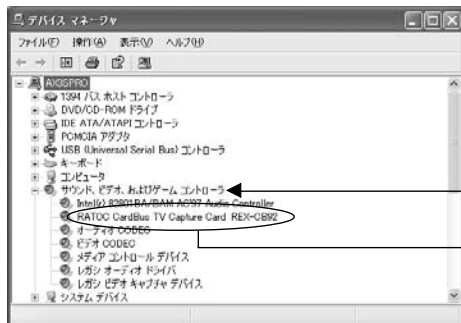 デバイス マネージャ
ファイル(F) 操作(A) 表示(V) ヘルプ(H)
AXISPRO
1394 バス ホスト コントローラ
DVD/CD-ROM ドライブ
IDE ATA/ATAPI コントローラ
PCMCIA アダプタ
USB (Universal Serial Bus) コントローラ
キーボード
コンピュータ
サウンド、ビデオ、およびゲーム コントローラ
Intel(r) 82801BA/BAM AC'97 Audio Controller
RATOC CardBus TV Capture Card REX-CB92
オーディオ CODEC
ビデオ CODEC
メディア コントロール デバイス
レガシ オーディオ ドライバ
レガシ ビデオ キャプチャ デバイス
システム デバイス